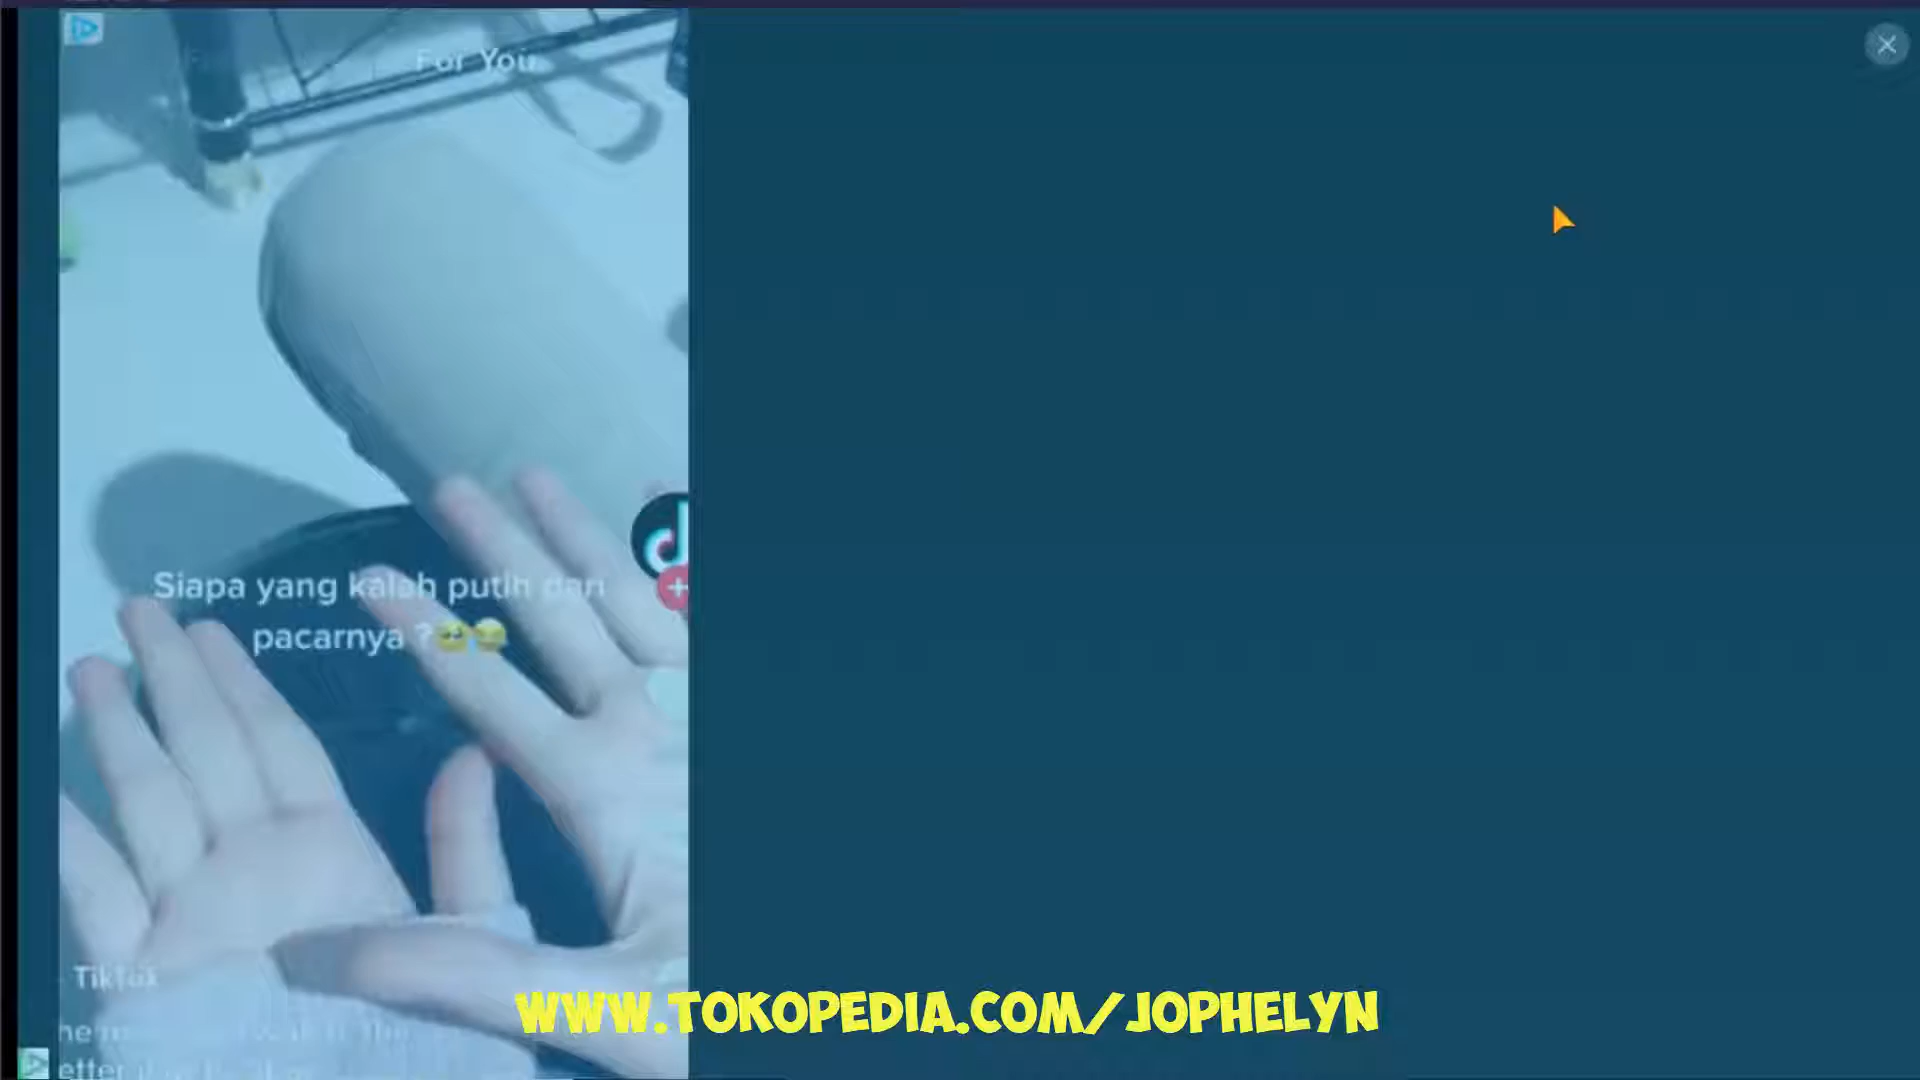 For You
Siapa yang kalah putih dari
pacarnya ?🥺😂
TikTok
WWW.TOKOPEDIA.COM/JOPHELYN